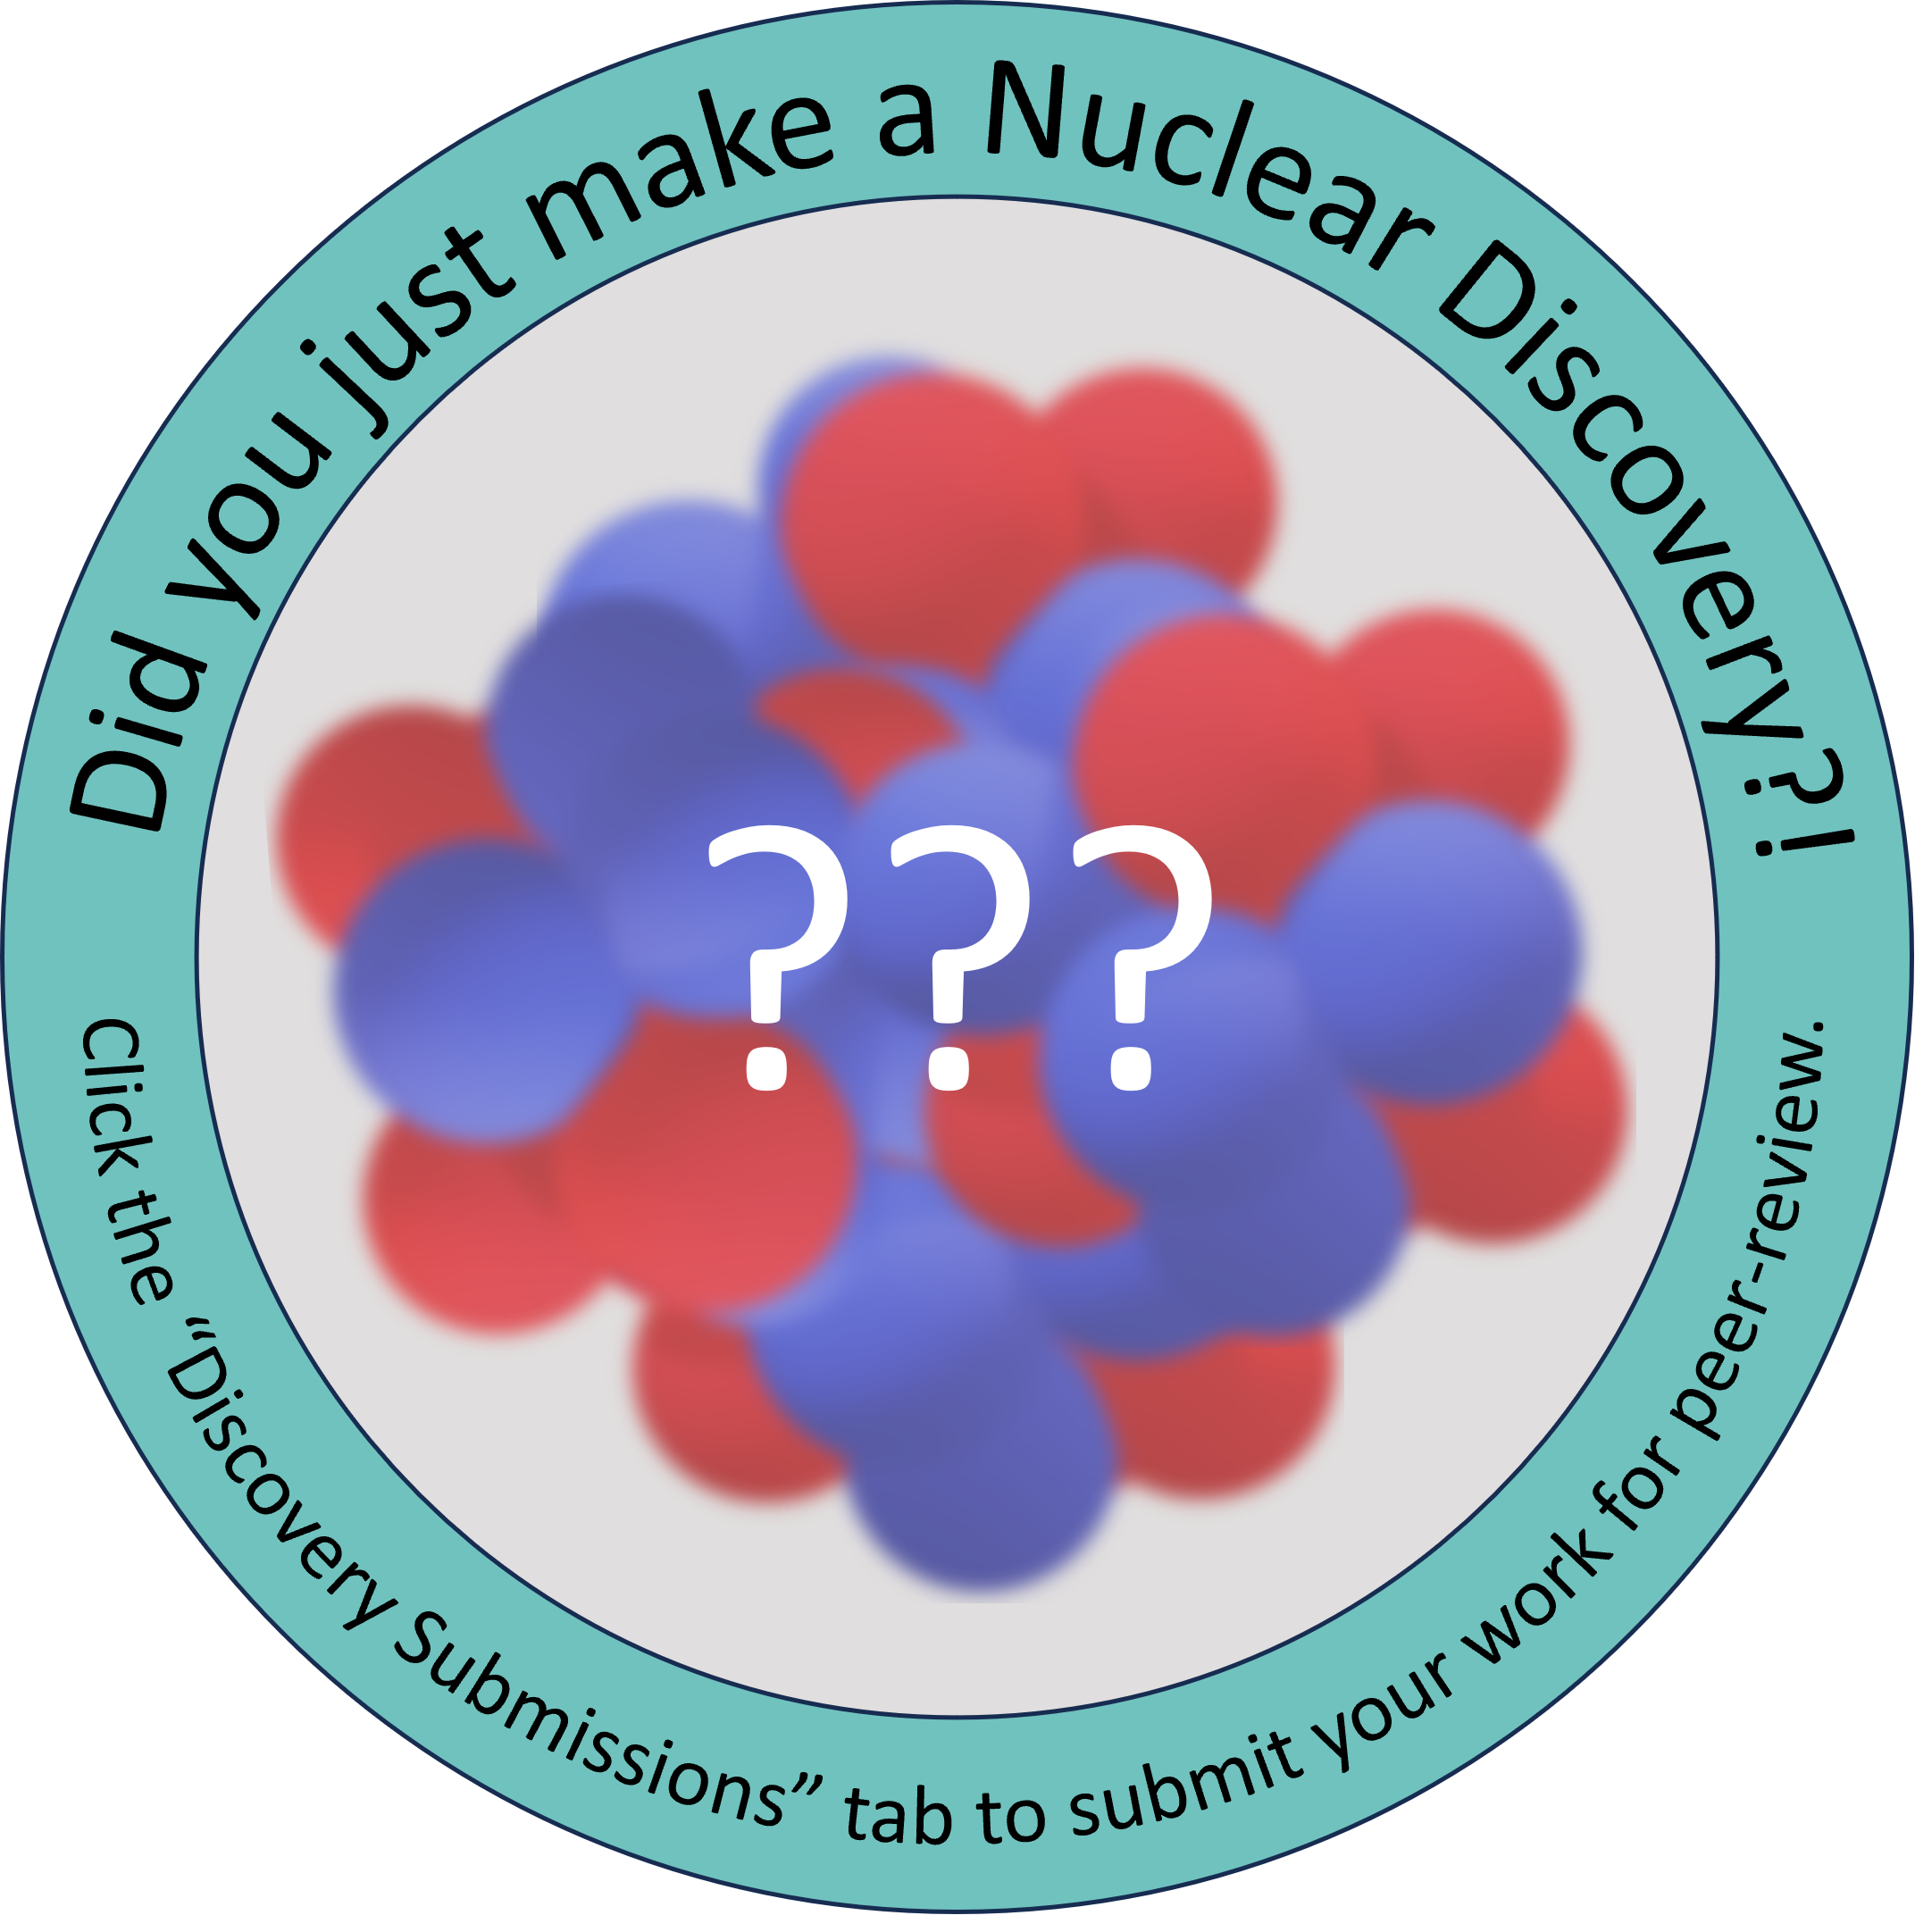 Did you just make a Nuclear Discovery?!
???
Click the “Discovery Submissions” tab to submit your work for peer-review.